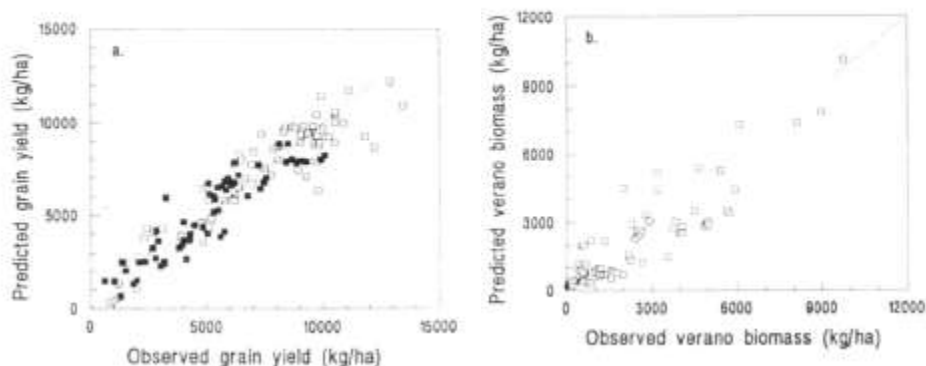 a.
Predicted grain yield (kg/ha)
15000
10000
5000
0
0 5000 10000 15000
Observed grain yield (kg/ha)
b.
Predicted verano biomass (kg/ha)
12000
9000
6000
3000
0
0 3000 6000 9000 12000
Observed verano biomass (kg/ha)